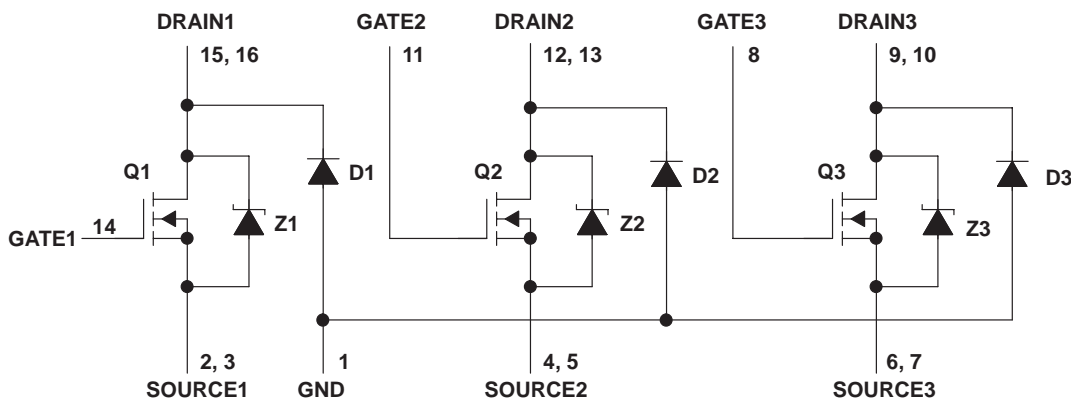 DRAIN1 GATE2 DRAIN2 GATE3 DRAIN3
15, 16 11 12, 13 8 9, 10
Q1 D1 Q2 D2 Q3 D3
14 Z1 Z2 Z3
GATE1
2, 3 1 4, 5 6, 7
SOURCE1 GND SOURCE2 SOURCE3